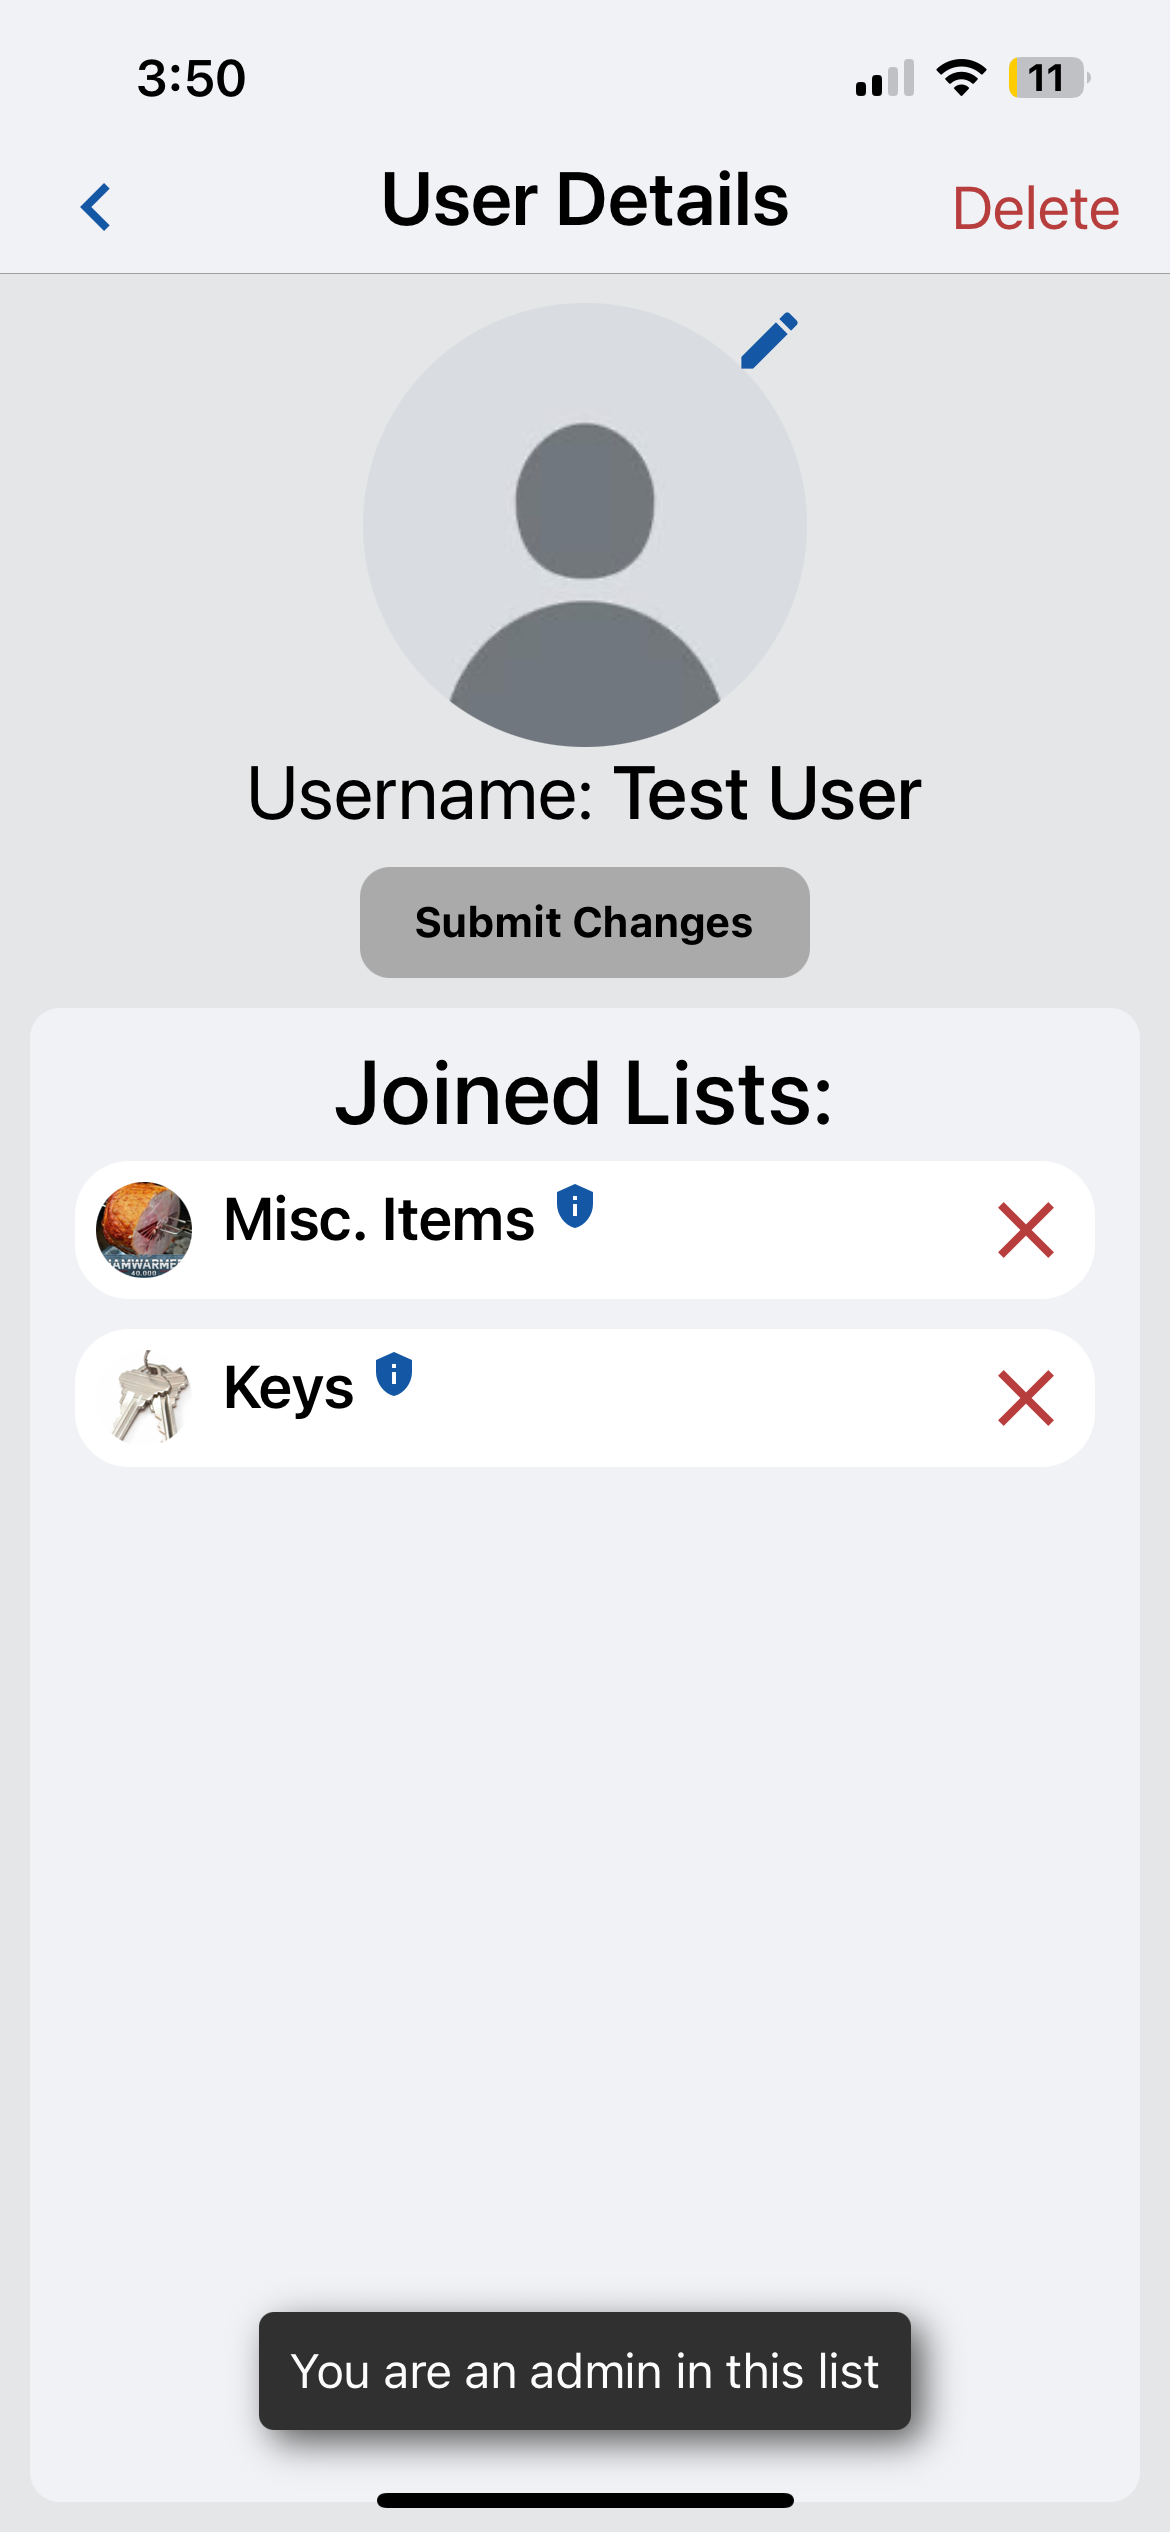 3:50
11
User Details
Delete
Username: Test User
Submit Changes
Joined Lists:
Misc. Items
HAMWARMER
40,000
Keys
You are an admin in this list